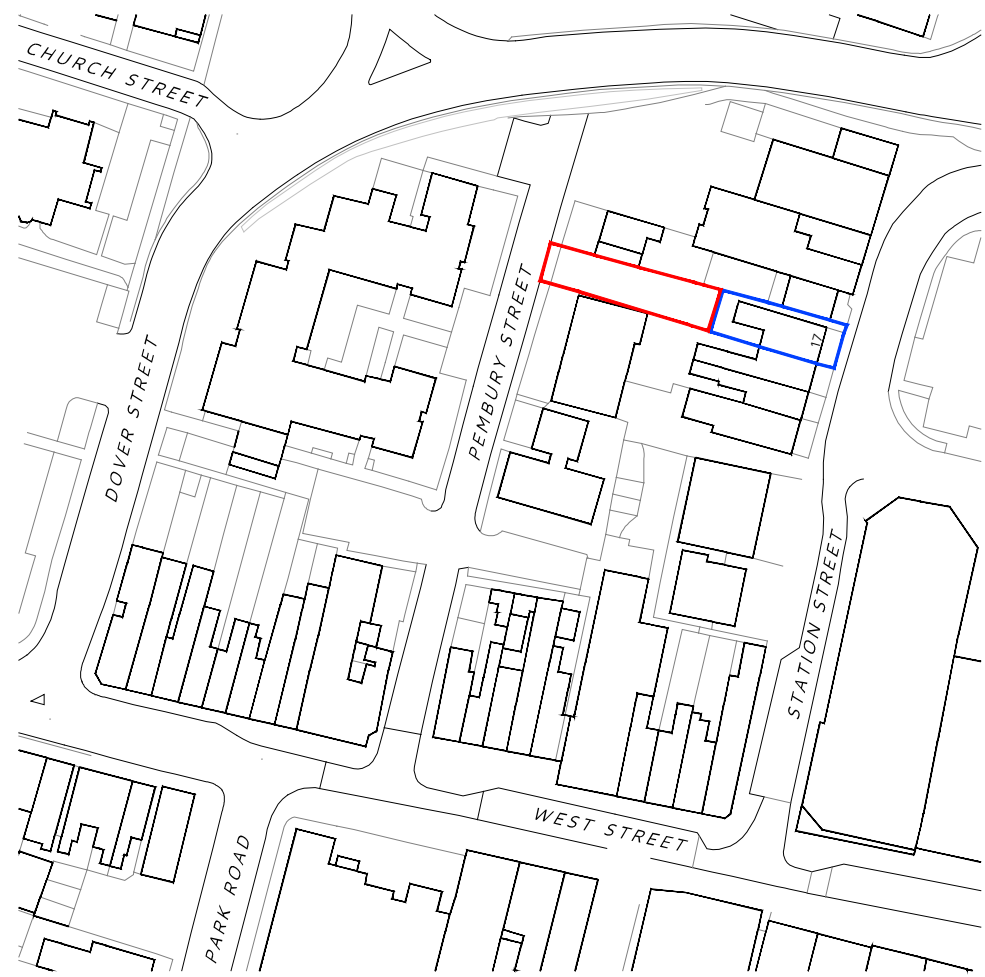 CHURCH STREET
PEMBURY STREET
17
DOVER STREET
STATION STREET
WEST STREET
PARK ROAD